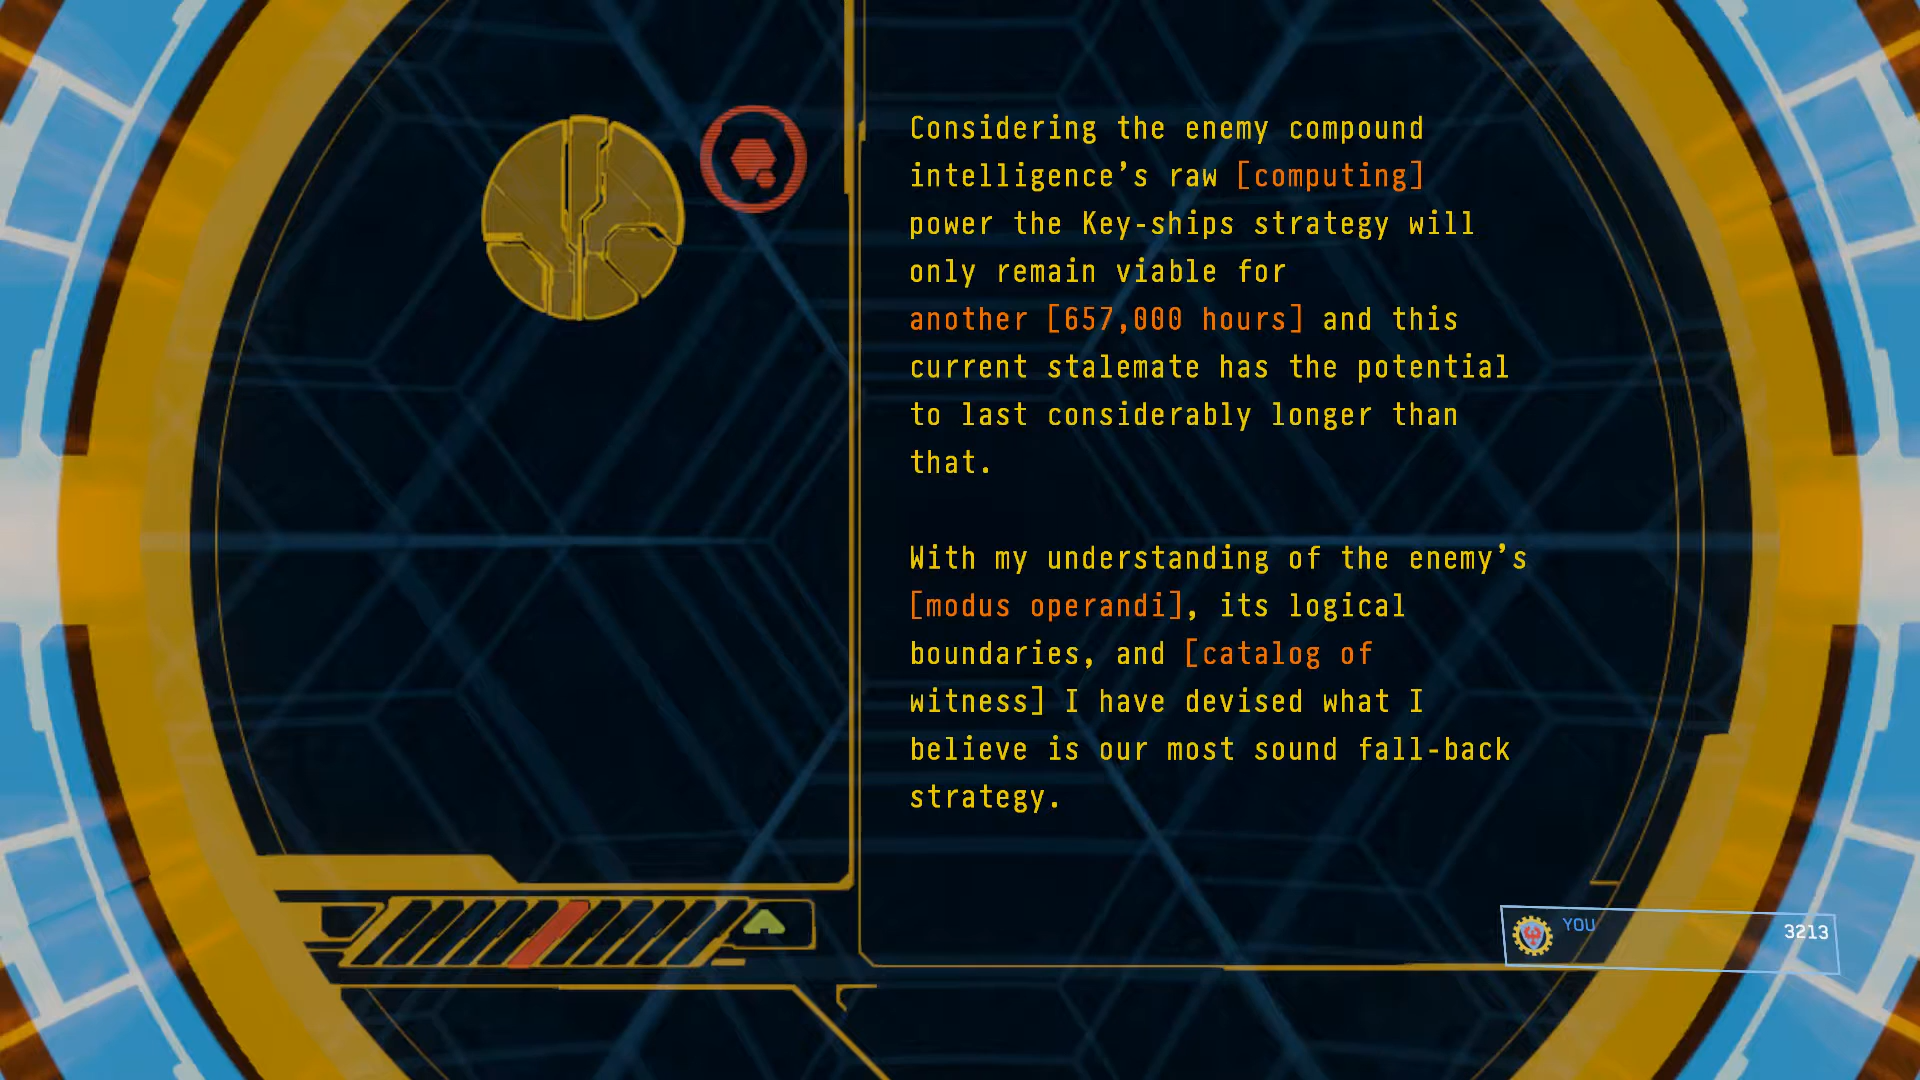 Considering the enemy compound
intelligence’s raw [computing]
power the Key-ships strategy will
only remain viable for
another [657,000 hours] and this
current stalemate has the potential
to last considerably longer than
that.
With my understanding of the enemy’s
[modus operandi], its logical
boundaries, and [catalog of
witness] I have devised what I
believe is our most sound fall-back
strategy.
YOU
3213